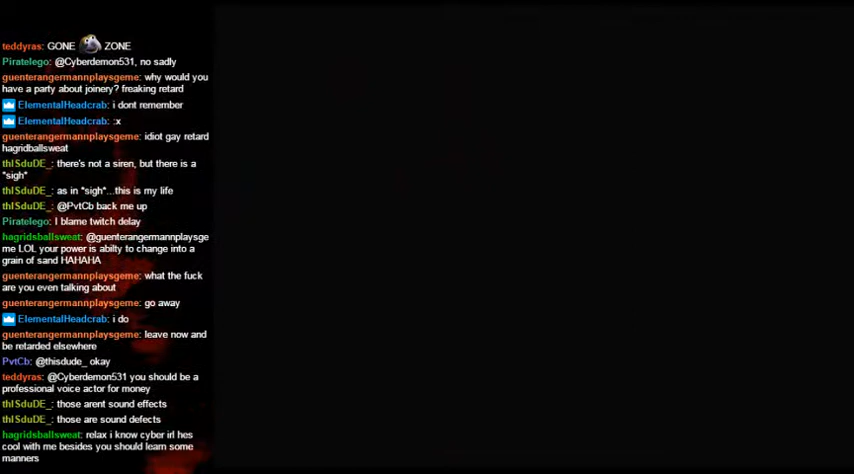 teddyras: GONE ZONE
Piratelego: @Cyberdemon531, no sadly
guenterangermannplaysgeme: why would you
have a party about joinery? freaking retard
ElementalHeadcrab: i dont remember
ElementalHeadcrab: :x
guenterangermannplaysgeme: idiot gay retard
hagridballsweat
thISduDE_: there's not a siren, but there is a
*sigh*
thISduDE_: as in *sigh*...this is my life
thISduDE_: @PvtCb back me up
Piratelego: I blame twitch delay
hagridsballsweat: @guenterangermannplaysge
me LOL your power is abilty to change into a
grain of sand HAHAHA
guenterangermannplaysgeme: what the fuck
are you even talking about
guenterangermannplaysgeme: go away
ElementalHeadcrab: i do
guenterangermannplaysgeme: leave now and
be retarded elsewhere
PvtCb: @thisdude_ okay
teddyras: @Cyberdemon531 you should be a
professional voice actor for money
thISduDE_: those arent sound effects
thISduDE_: those are sound defects
hagridsballsweat: relax i know cyber irl hes
cool with me besides you should learn some
manners